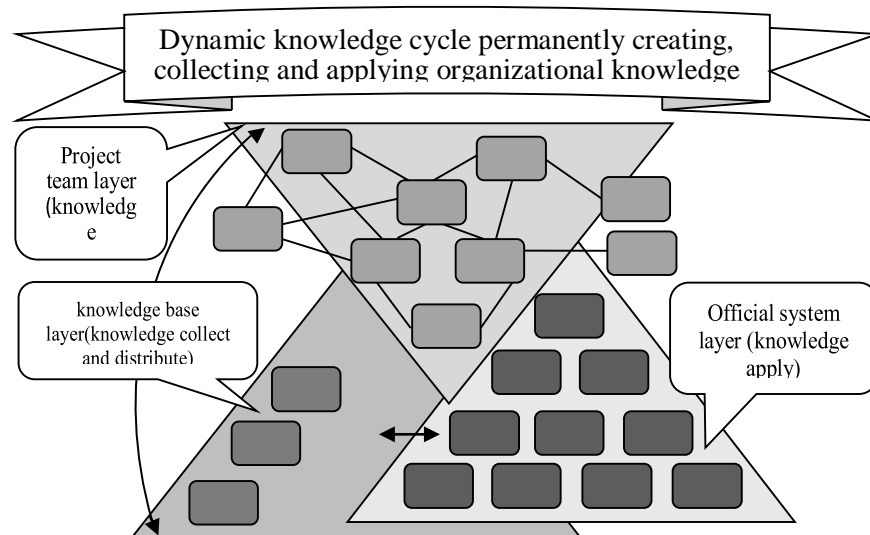 Dynamic knowledge cycle permanently creating,
collecting and applying organizational knowledge
Project
team layer
(knowledg
e
knowledge base
layer(knowledge collect
and distribute)
Official system
layer (knowledge
apply)